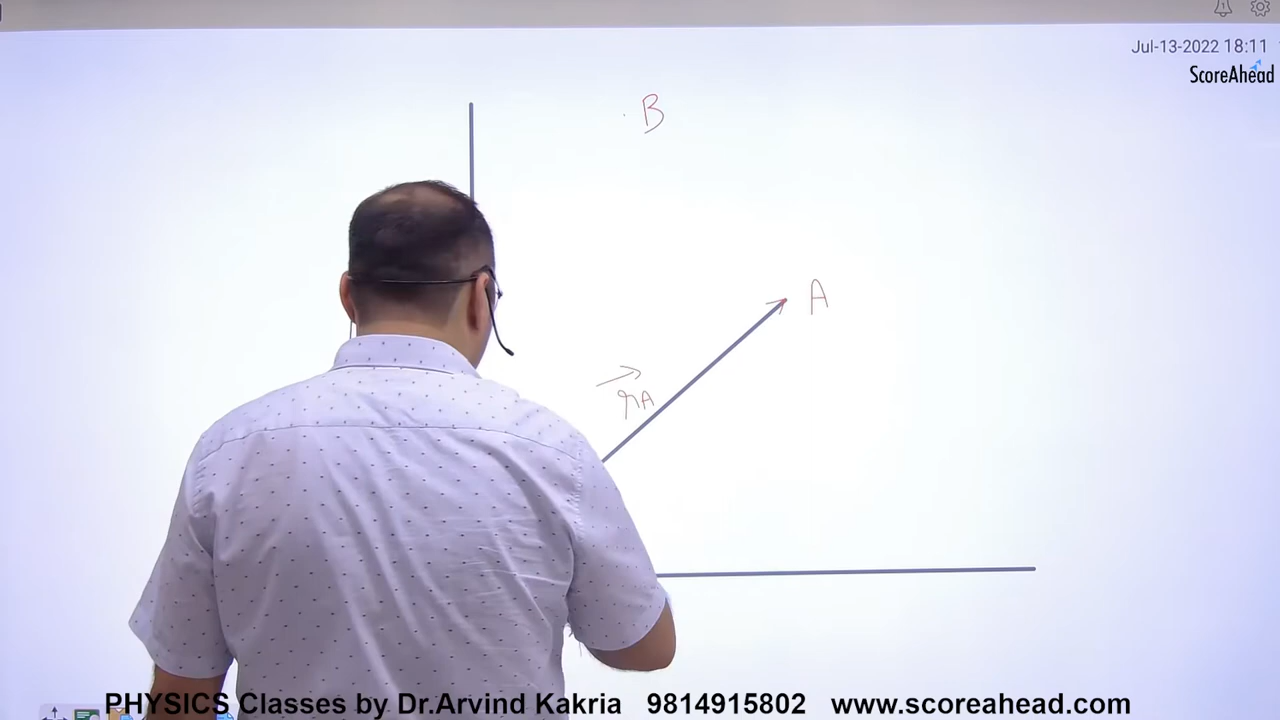 Jul-13-2022 18:11
ScoreAhead
B
A
rA
PHYSICS Classes by Dr.Arvind Kakria 9814915802 www.scoreahead.com